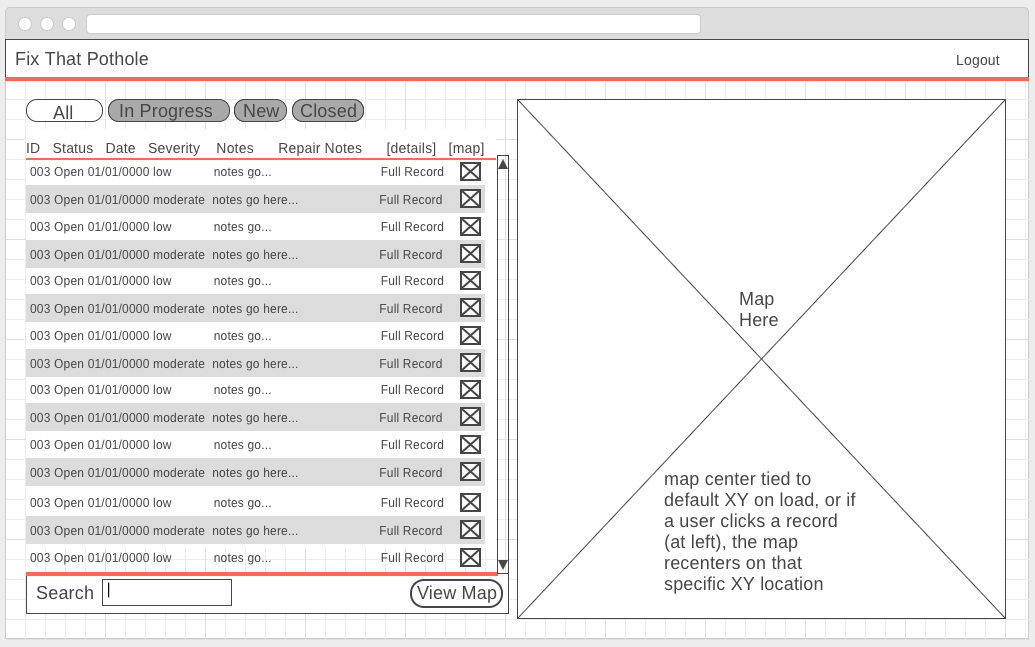 Fix That Pothole
Logout
All In Progress New Closed
ID Status Date Severity Notes Repair Notes [details] [map]
003 Open 01/01/0000 low notes go... Full Record
003 Open 01/01/0000 moderate notes go here... Full Record
003 Open 01/01/0000 low notes go... Full Record
003 Open 01/01/0000 moderate notes go here... Full Record
003 Open 01/01/0000 low notes go... Full Record
003 Open 01/01/0000 moderate notes go here... Full Record
003 Open 01/01/0000 low notes go... Full Record
003 Open 01/01/0000 moderate notes go here... Full Record
003 Open 01/01/0000 low notes go... Full Record
003 Open 01/01/0000 moderate notes go here... Full Record
003 Open 01/01/0000 low notes go... Full Record
003 Open 01/01/0000 moderate notes go here... Full Record
003 Open 01/01/0000 low notes go... Full Record
003 Open 01/01/0000 moderate notes go here... Full Record
003 Open 01/01/0000 low notes go... Full Record
Search View Map
Map
Here
map center tied to
default XY on load, or if
a user clicks a record
(at left), the map
recenters on that
specific XY location